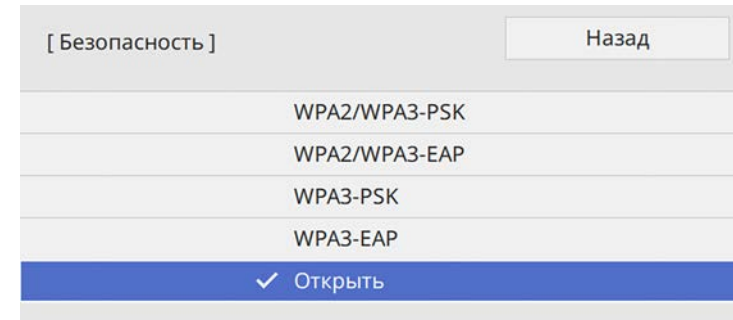 [ Безопасность ]
Назад
WPA2/WPA3-PSK
WPA2/WPA3-EAP
WPA3-PSK
WPA3-EAP
✓ Открыть